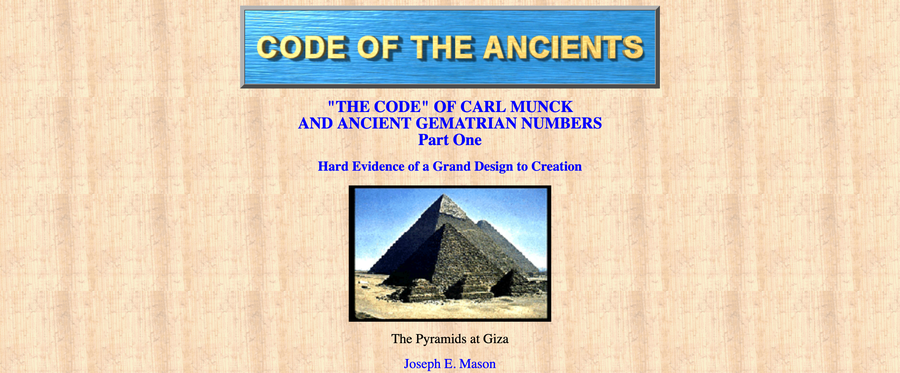 CODE OF THE ANCIENTS
"THE CODE" OF CARL MUNCK
AND ANCIENT GEMATRIAN NUMBERS
Part One
Hard Evidence of a Grand Design to Creation
The Pyramids at Giza
Joseph E. Mason